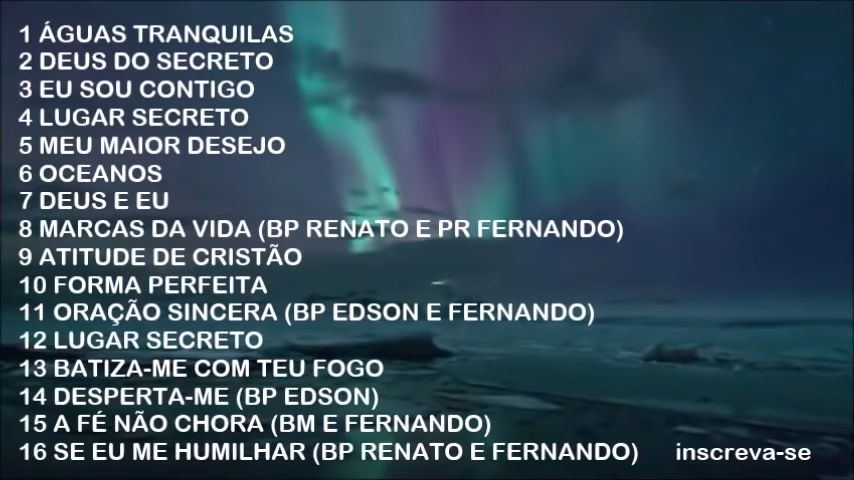 1 ÁGUAS TRANQUILAS
2 DEUS DO SECRETO
3 EU SOU CONTIGO
4 LUGAR SECRETO
5 MEU MAIOR DESEJO
6 OCEANOS
7 DEUS E EU
8 MARCAS DA VIDA (BP RENATO E PR FERNANDO)
9 ATITUDE DE CRISTÃO
10 FORMA PERFEITA
11 ORAÇÃO SINCERA (BP EDSON E FERNANDO)
12 LUGAR SECRETO
13 BATIZA-ME COM TEU FOGO
14 DESPERTA-ME (BP EDSON)
15 A FÉ NÃO CHORA (BM E FERNANDO)
16 SE EU ME HUMILHAR (BP RENATO E FERNANDO)
inscreva-se